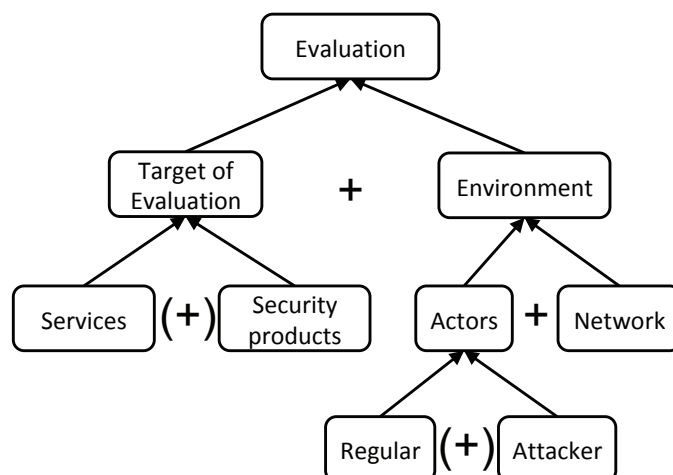 Evaluation
Target of
Evaluation
+
Environment
Services
(+)
Security
products
Actors
+
Network
Regular
(+)
Attacker